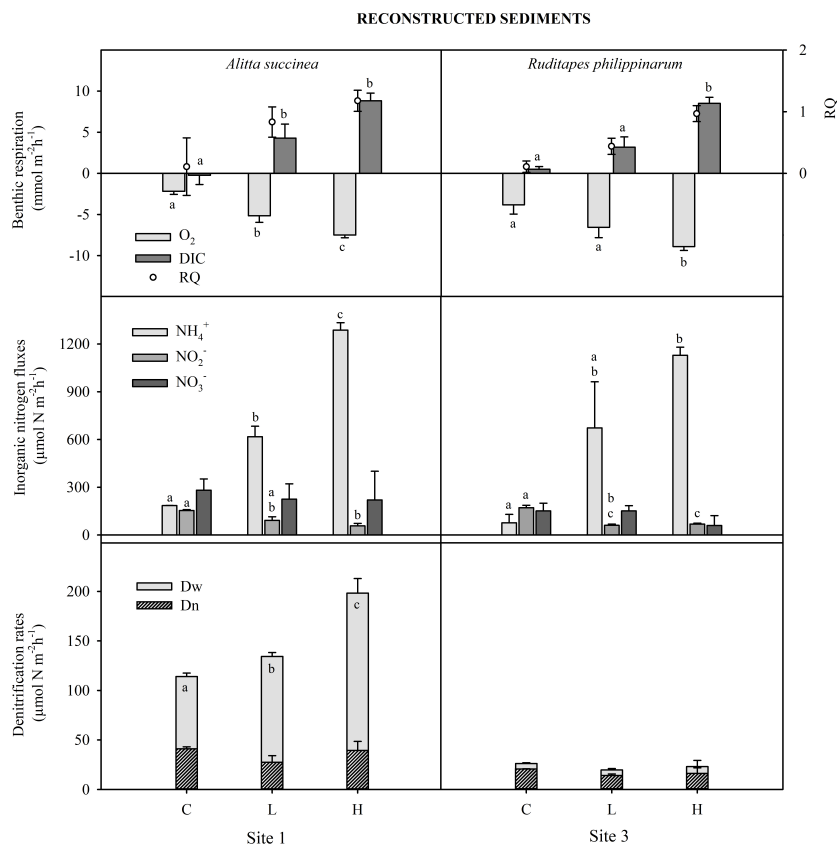 RECONSTRUCTED SEDIMENTS
Alitta succinea
Ruditapes philippinarum
Benthic respiration
(mmol m⁻²h⁻¹)
10
5
0
-5
-10
2
1
0
RQ
a
a
b
b
b
c
a
a
a
a
b
b
O₂
DIC
RQ
Inorganic nitrogen fluxes
(µmol N m⁻²h⁻¹)
1200
900
600
300
0
NH₄⁺
NO₂⁻
NO₃⁻
a
a
b
a
b
c
c
a
a
a
b
b
c
b
c
Denitrification rates
(µmol N m⁻²h⁻¹)
200
150
100
50
0
Dw
Dn
a
b
c
C
L
H
C
L
H
Site 1
Site 3